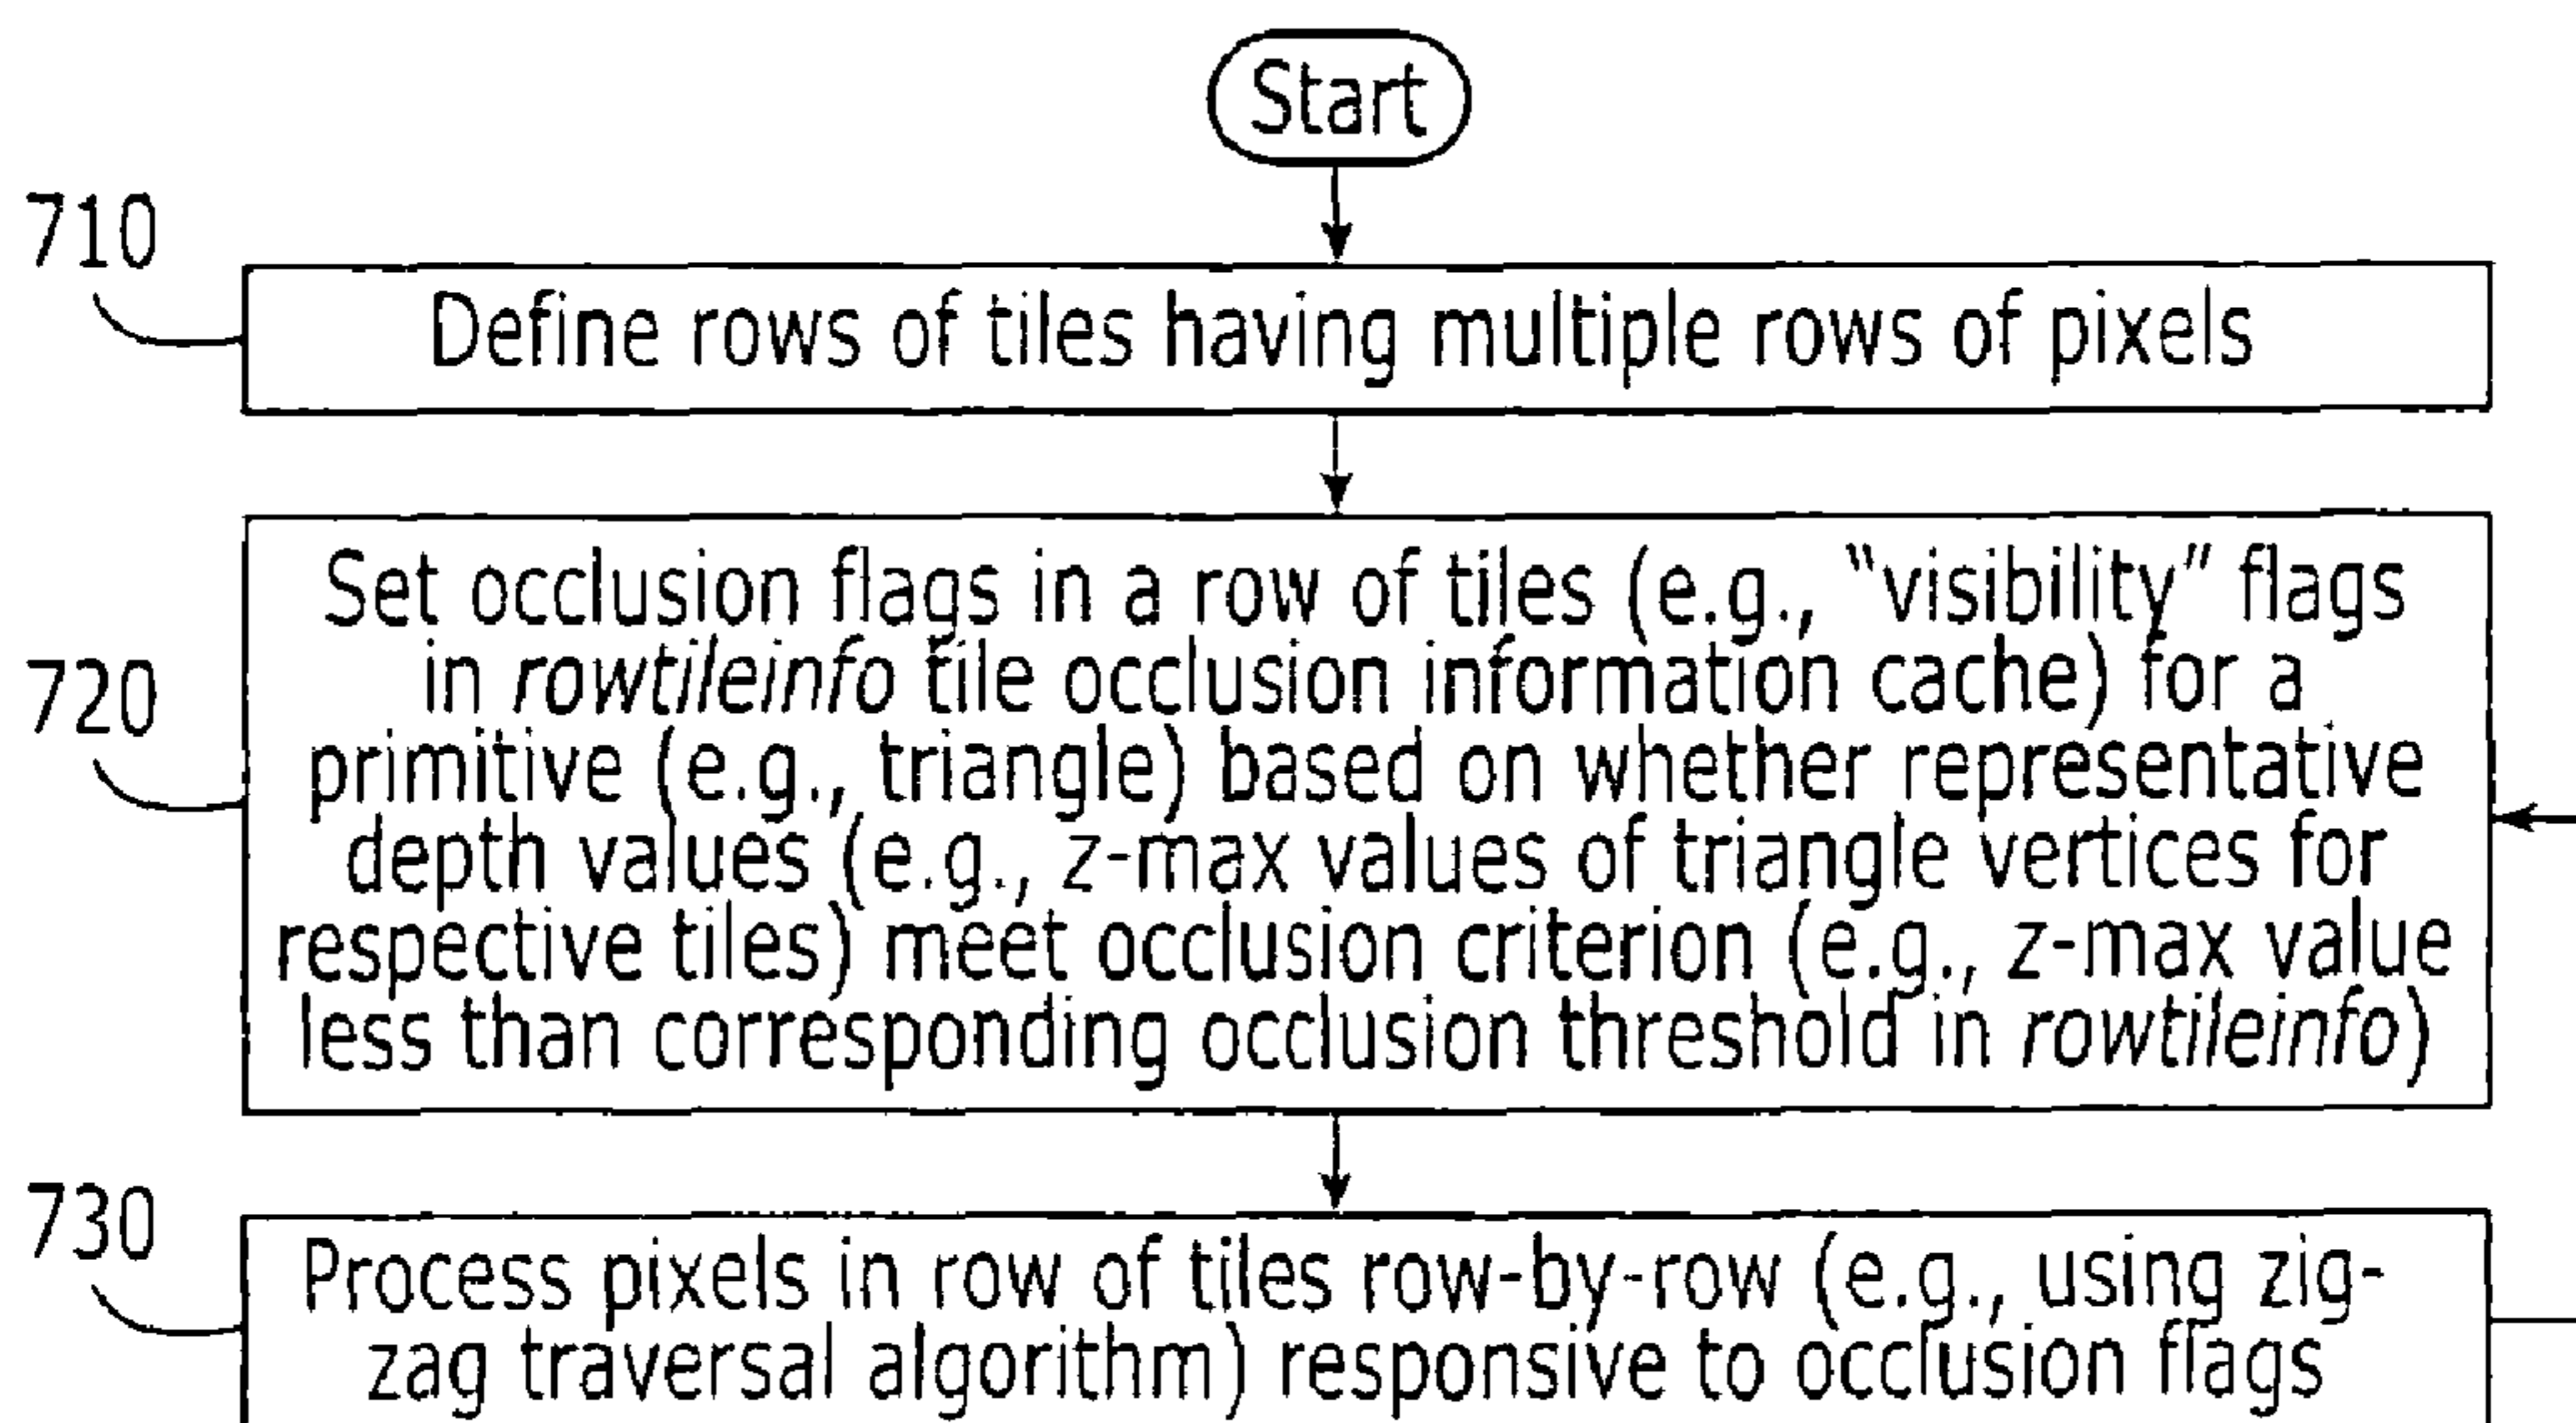 Start
710
Define rows of tiles having multiple rows of pixels
720
Set occlusion flags in a row of tiles (e.g., “visibility” flags
in rowtileinfo tile occlusion information cache) for a
primitive (e.g., triangle) based on whether representative
depth values (e.g., z-max values of triangle vertices for
respective tiles) meet occlusion criterion (e.g., z-max value
less than corresponding occlusion threshold in rowtileinfo)
730
Process pixels in row of tiles row-by-row (e.g., using zig-
zag traversal algorithm) responsive to occlusion flags